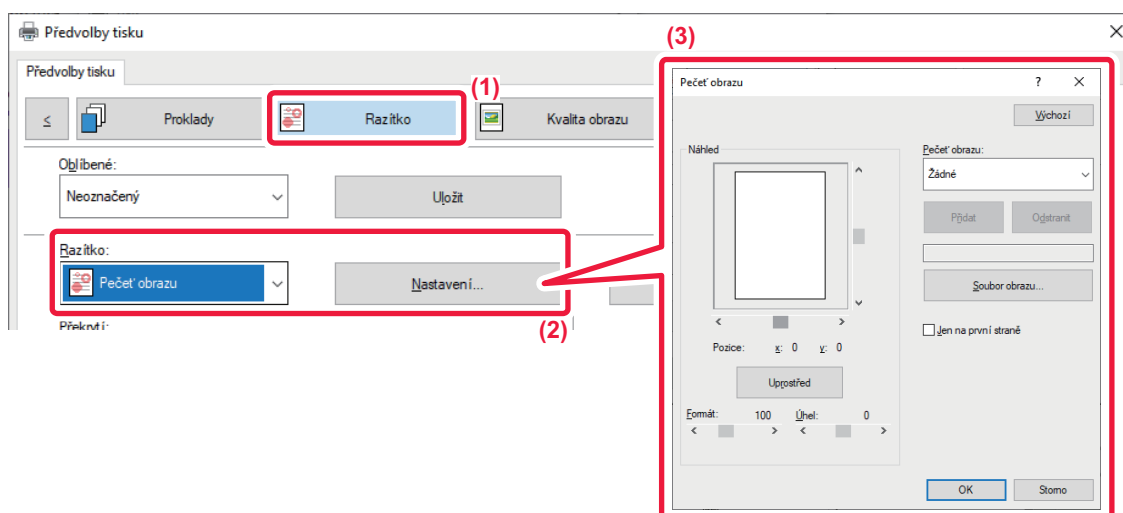 Předvolby tisku
Předvolby tisku
(1)
≤ Proklady Razítko Kvalita obrazu
Oblíbené:
Neoznačený Uložit
Razítko:
Pečeť obrazu Nastavení...
(2)
Překrytí:
(3)
Pečeť obrazu ?
Výchozí
Náhled
Pozice: x: 0 y: 0
Uprostřed
Formát: 100 Úhel: 0
Pečeť obrazu:
Žádné
Přidat Odstranit
Soubor obrazu...
Jen na první straně
OK Storno